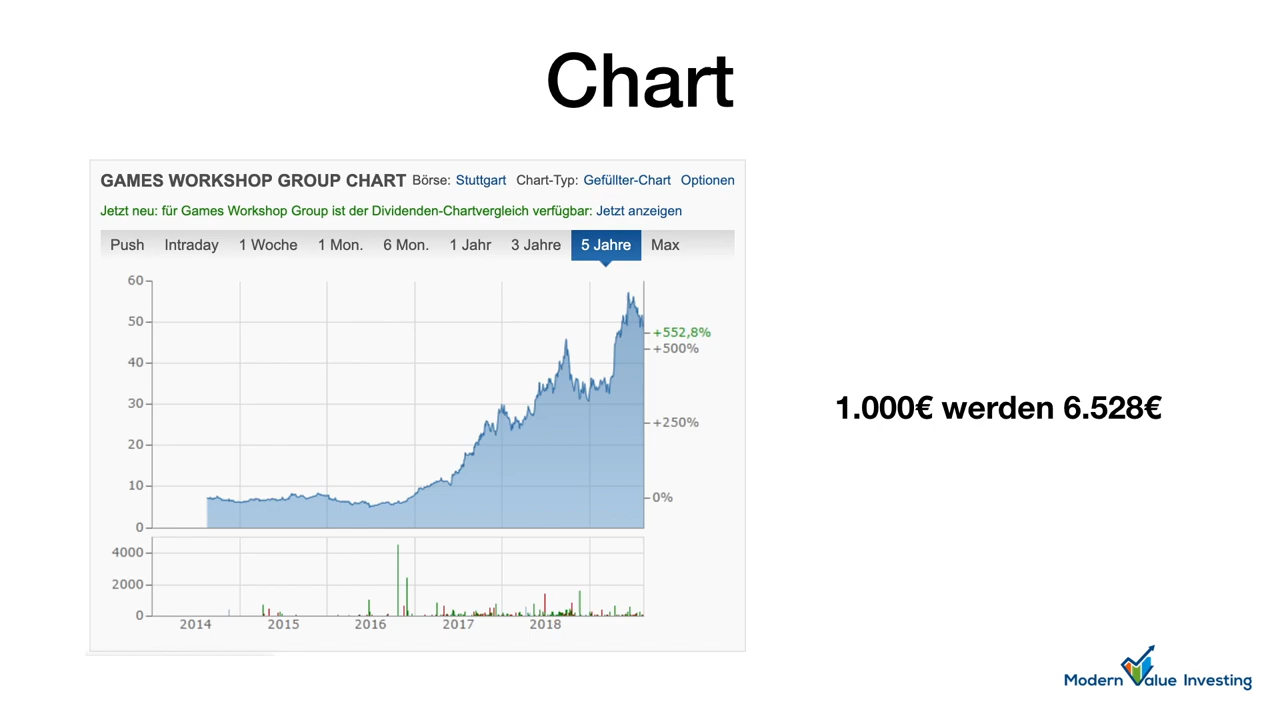 Chart
GAMES WORKSHOP GROUP CHART Börse: Stuttgart Chart-Typ: Gefüllter-Chart Optionen
Jetzt neu: für Games Workshop Group ist der Dividenden-Chartvergleich verfügbar: Jetzt anzeigen
Push Intraday 1 Woche 1 Mon. 6 Mon. 1 Jahr 3 Jahre 5 Jahre Max
60
50
+552,8%
+500%
40
30
+250%
20
10
0%
0
4000
2000
0
2014 2015 2016 2017 2018
1.000€ werden 6.528€
Modern Value Investing